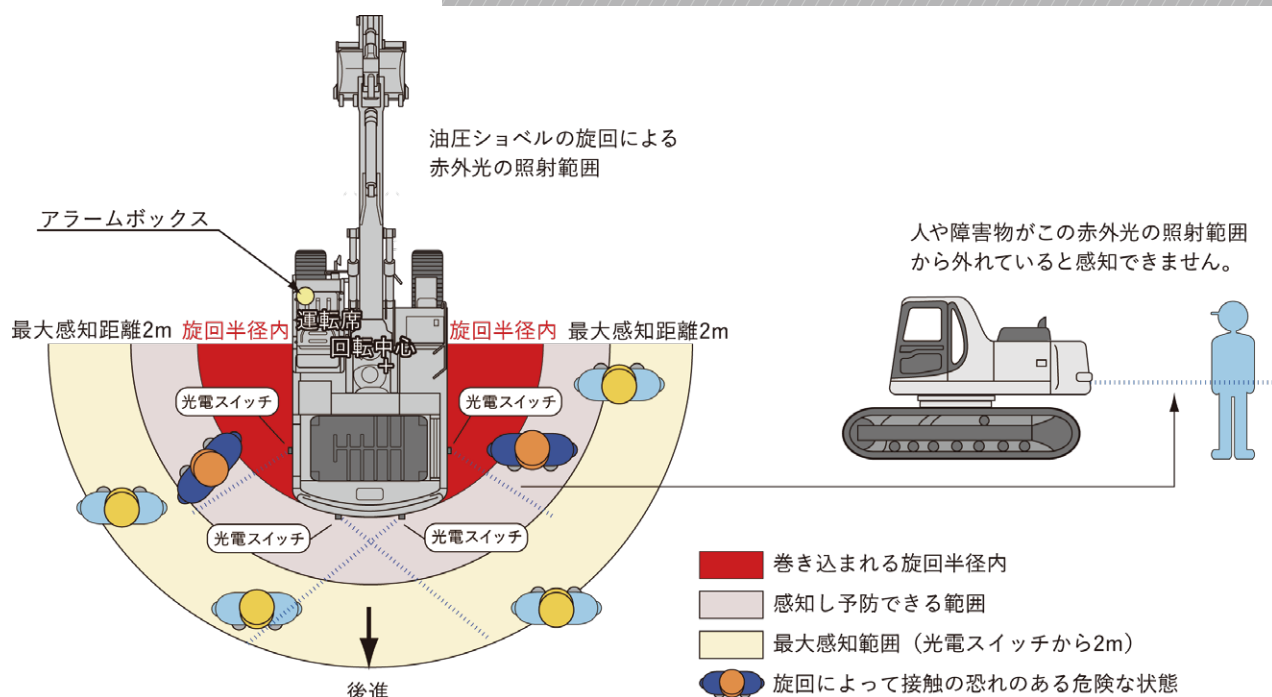 油圧ショベルの旋回による
赤外光の照射範囲
アラームボックス
人や障害物がこの赤外光の照射範囲
から外れていると感知できません。
運転席
最大感知距離2m 旋回半径内
旋回半径内 最大感知距離2m
回転中心
光電スイッチ
光電スイッチ
光電スイッチ
光電スイッチ
巻き込まれる旋回半径内
感知し予防できる範囲
最大感知範囲（光電スイッチから2m）
旋回によって接触の恐れのある危険な状態
後進